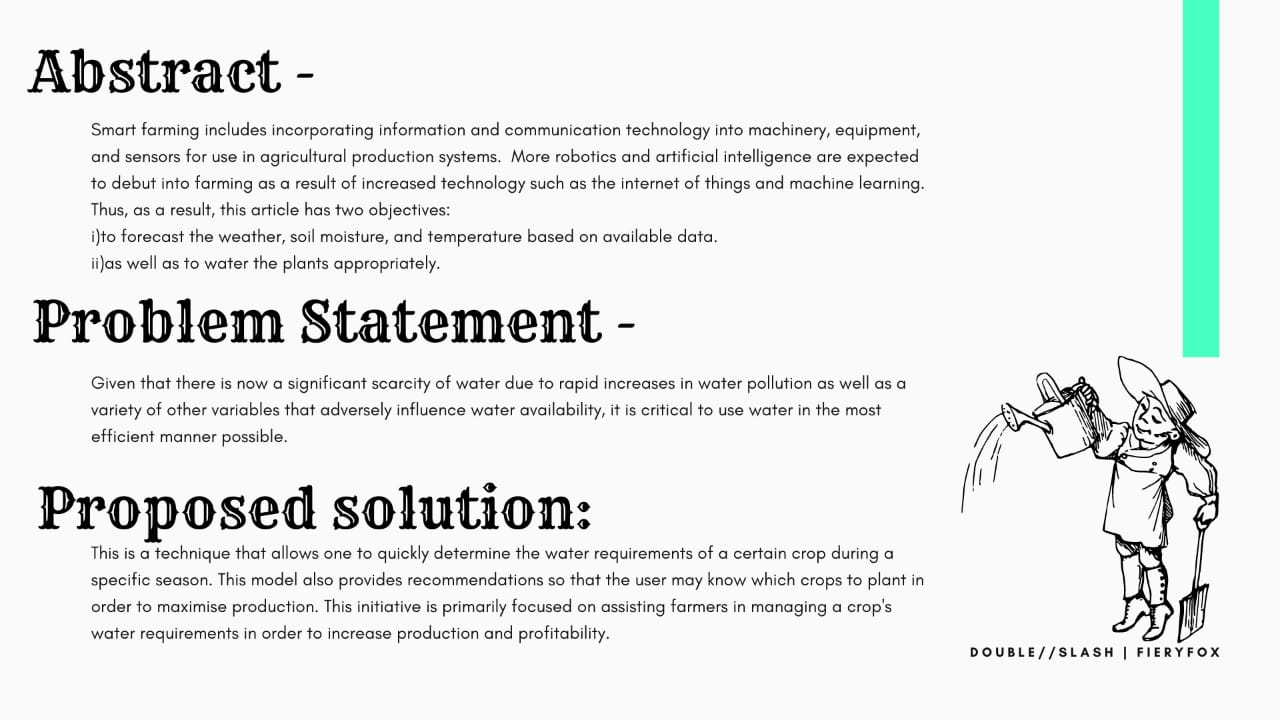 Abstract -
Smart farming includes incorporating information and communication technology into machinery, equipment,
and sensors for use in agricultural production systems.  More robotics and artificial intelligence are expected
to debut into farming as a result of increased technology such as the internet of things and machine learning.
Thus, as a result, this article has two objectives:
i)to forecast the weather, soil moisture, and temperature based on available data.
ii)as well as to water the plants appropriately.
Problem Statement -
Given that there is now a significant scarcity of water due to rapid increases in water pollution as well as a
variety of other variables that adversely influence water availability, it is critical to use water in the most
efficient manner possible.
Proposed solution:
This is a technique that allows one to quickly determine the water requirements of a certain crop during a
specific season. This model also provides recommendations so that the user may know which crops to plant in
order to maximise production. This initiative is primarily focused on assisting farmers in managing a crop's
water requirements in order to increase production and profitability.
DOUBLE//SLASH | FIERYFOX